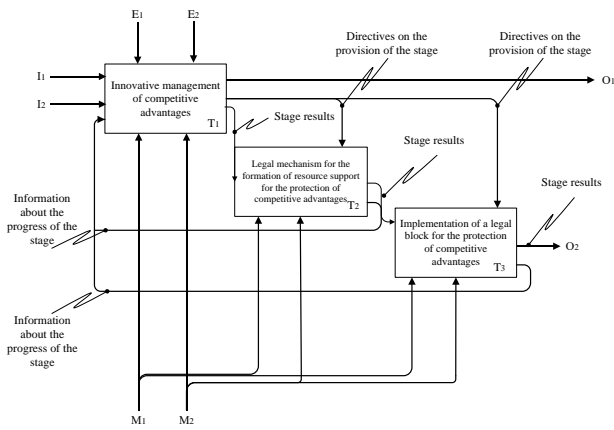 E1
E2
Directives on the
provision of the stage
Directives on the
provision of the stage
I1
I2
Innovative management
of competitive
advantages
T1
O1
Stage results
Legal mechanism for the
formation of resource support
for the protection of
competitive advantages
T2
Stage results
Stage results
Information
about the
progress of the
stage
Implementation of a legal
block for the protection
of competitive
advantages
T3
O2
Information
about the
progress of the
stage
M1
M2